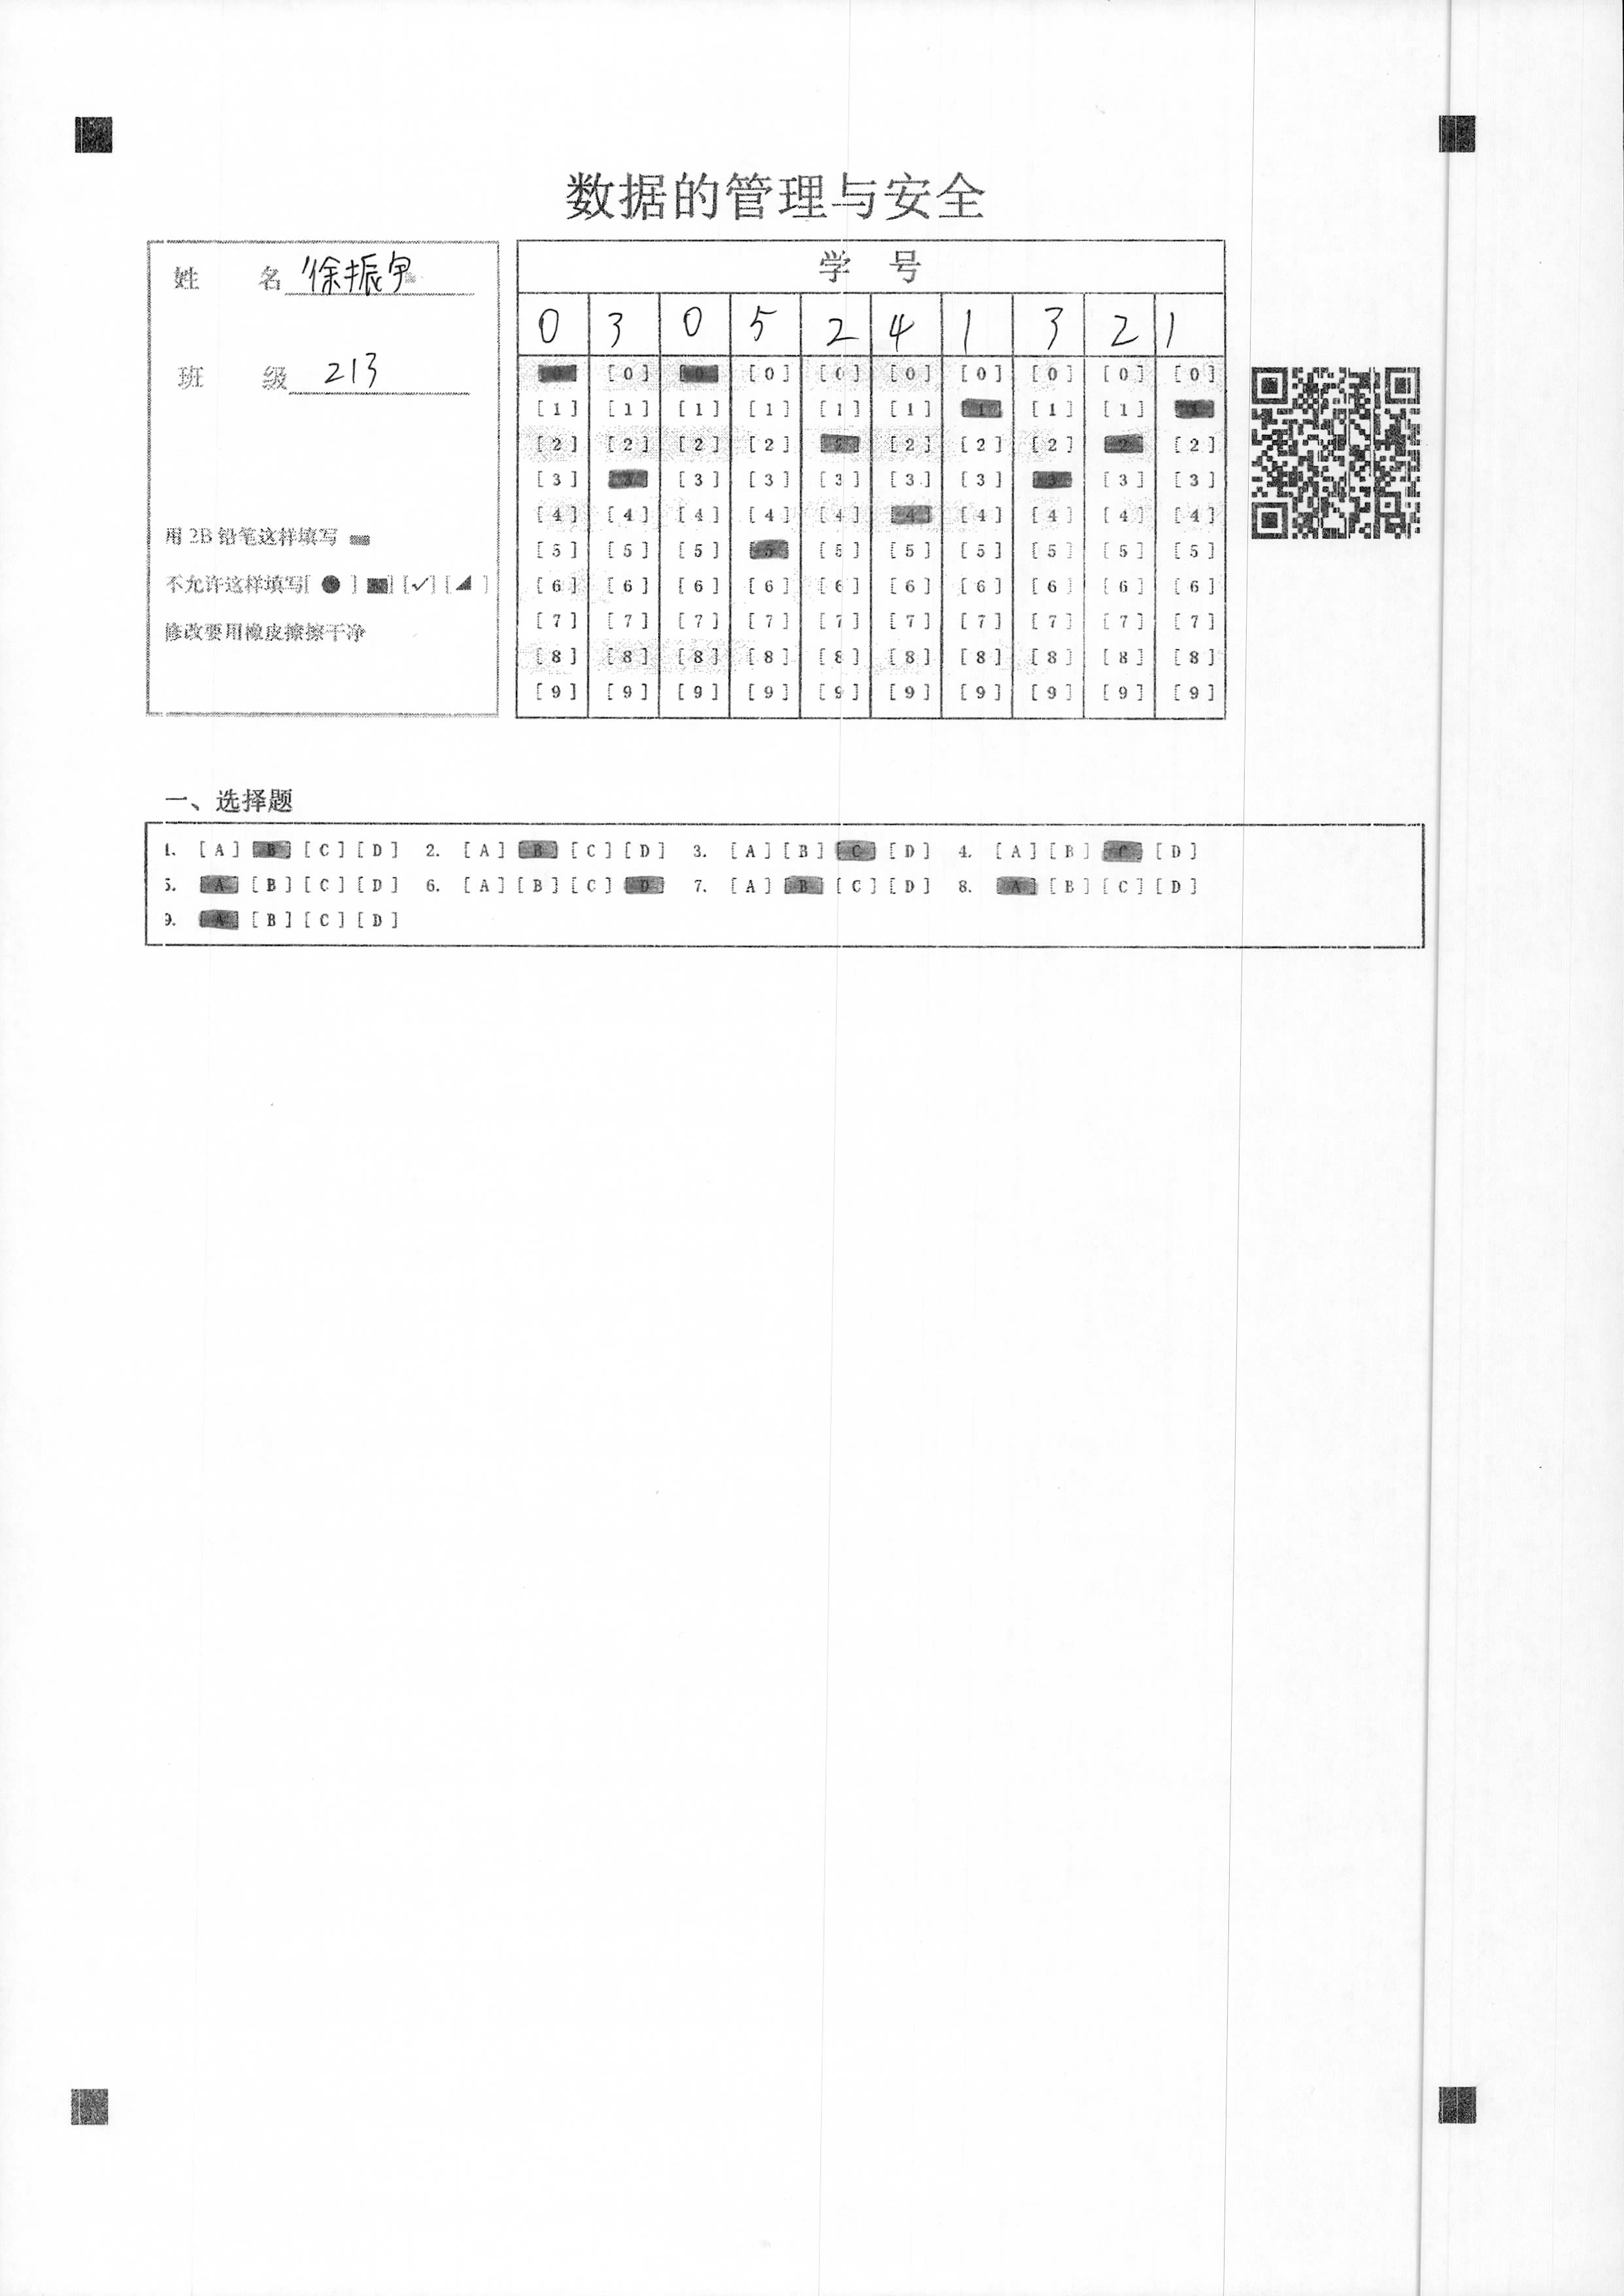 数据的管理与安全
姓 名 徐振宇
班 级 213
用 2B 铅笔这样填写
不允许这样填写[ ● ] [■] [✓] [◢ ]
修改要用橡皮擦擦干净
学 号
0 3 0 5 2 4 1 3 2 1
[0] [0] [0] [0] [0] [0] [0] [0] [0] [0]
[1] [1] [1] [1] [1] [1] [1] [1] [1] [1]
[2] [2] [2] [2] [2] [2] [2] [2] [2] [2]
[3] [3] [3] [3] [3] [3] [3] [3] [3] [3]
[4] [4] [4] [4] [4] [4] [4] [4] [4] [4]
[5] [5] [5] [5] [5] [5] [5] [5] [5] [5]
[6] [6] [6] [6] [6] [6] [6] [6] [6] [6]
[7] [7] [7] [7] [7] [7] [7] [7] [7] [7]
[8] [8] [8] [8] [8] [8] [8] [8] [8] [8]
[9] [9] [9] [9] [9] [9] [9] [9] [9] [9]
一、选择题
1. [A] [B] [C] [D] 2. [A] [B] [C] [D] 3. [A] [B] [C] [D] 4. [A] [B] [C] [D]
5. [A] [B] [C] [D] 6. [A] [B] [C] [D] 7. [A] [B] [C] [D] 8. [A] [B] [C] [D]
9. [A] [B] [C] [D]